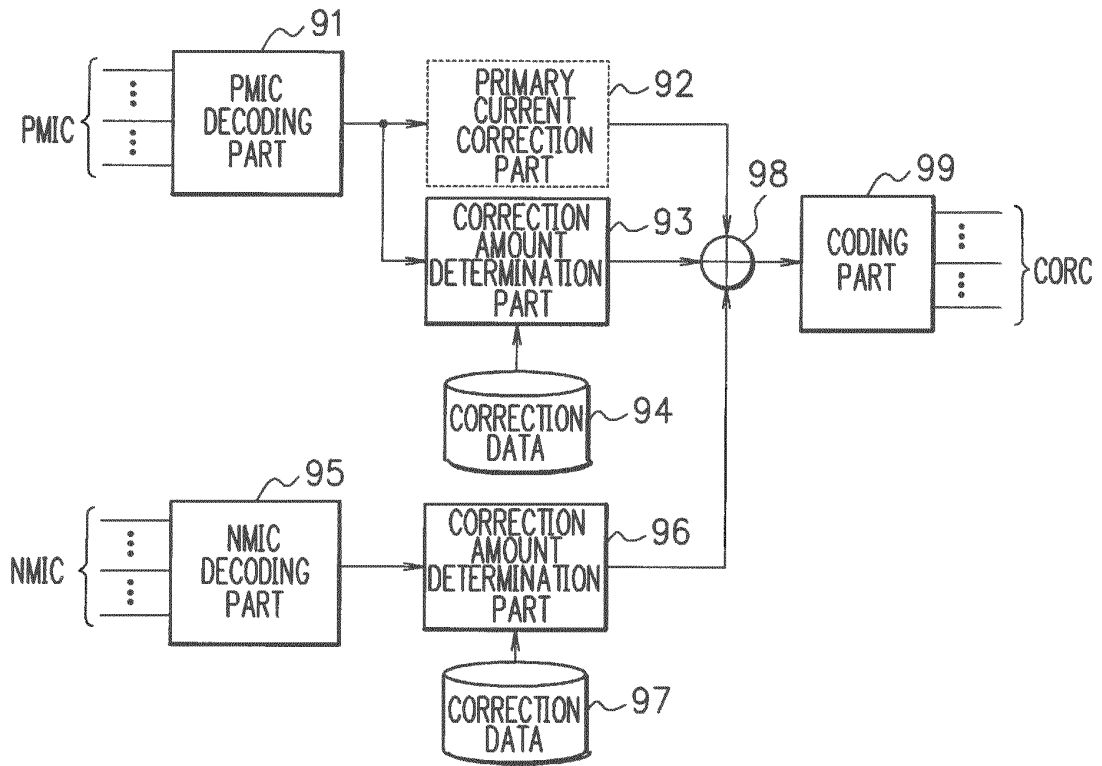 91
PMIC
PMIC
DECODING
PART
PRIMARY
CURRENT
CORRECTION
PART
92
CORRECTION
AMOUNT
DETERMINATION
PART
93
98
99
CODING
PART
CORC
CORRECTION
DATA
94
95
NMIC
NMIC
DECODING
PART
CORRECTION
AMOUNT
DETERMINATION
PART
96
CORRECTION
DATA
97